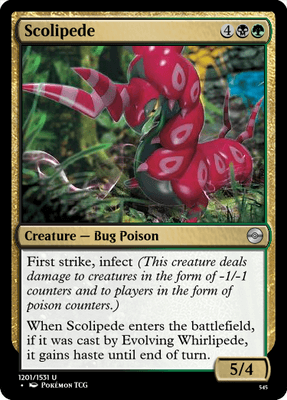 Scolipede 4
Creature — Bug Poison
First strike, infect (This creature deals
damage to creatures in the form of -1/-1
counters and to players in the form of
poison counters.)
When Scolipede enters the battlefield,
if it was cast by Evolving Whirlipede,
it gains haste until end of turn.
5/4
1201/1531 U
• Pokémon TCG
545